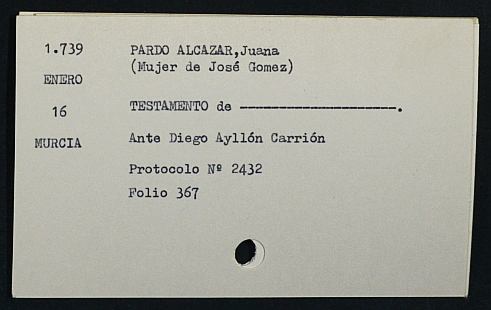 1.739 PARDO ALCAZAR,Juana
(Mujer de José Gomez)
ENERO
16 TESTAMENTO de -------------------.
MURCIA Ante Diego Ayllón Carrión
Protocolo Nº 2432
Folio 367